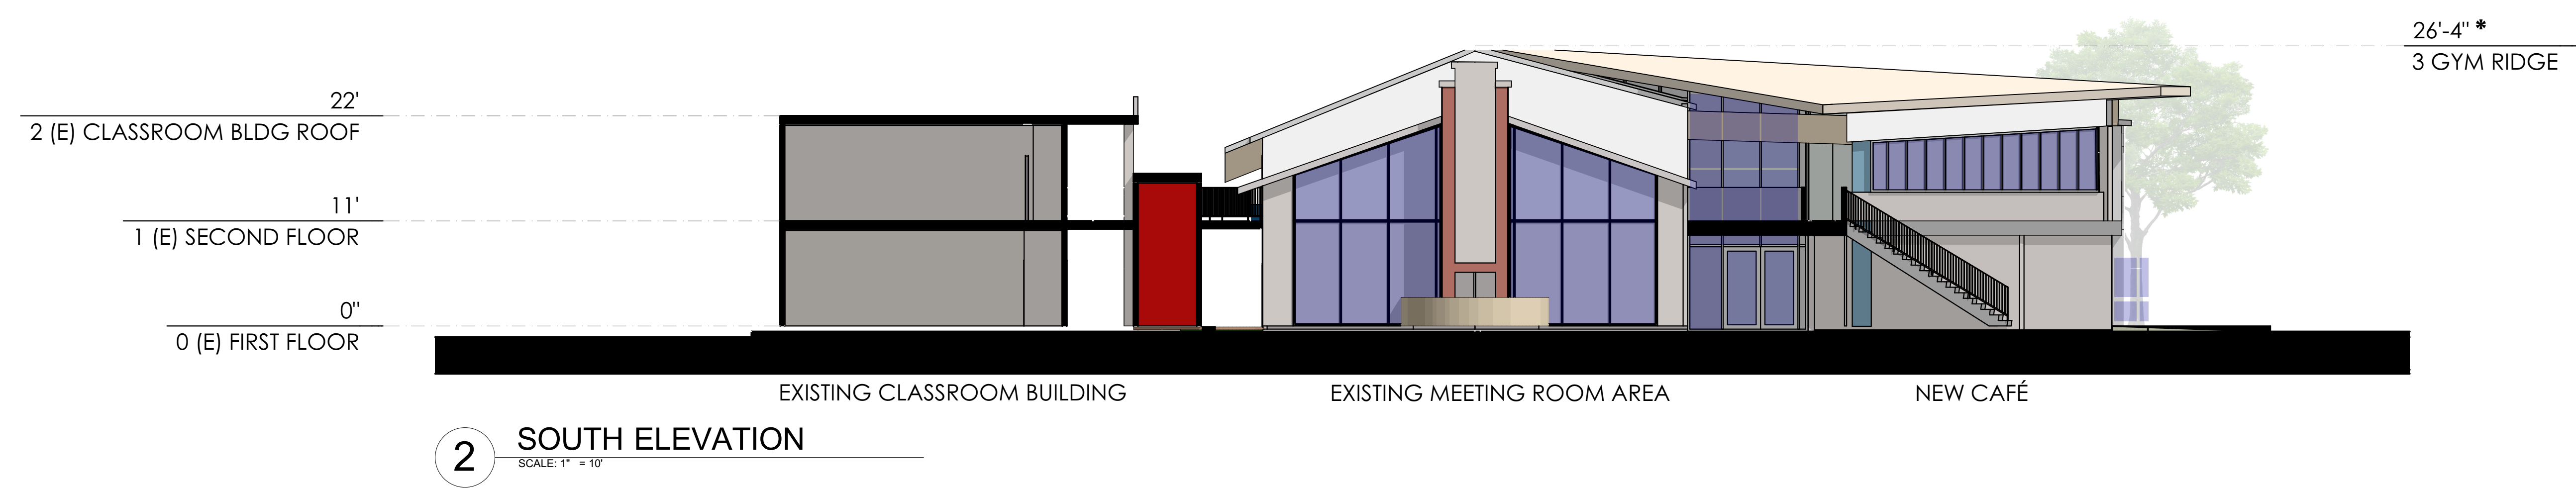 26'-4" *
3 GYM RIDGE
22'
2 (E) CLASSROOM BLDG ROOF
11'
1 (E) SECOND FLOOR
0"
0 (E) FIRST FLOOR
EXISTING CLASSROOM BUILDING
EXISTING MEETING ROOM AREA
NEW CAFÉ
2
SOUTH ELEVATION
SCALE: 1" = 10'